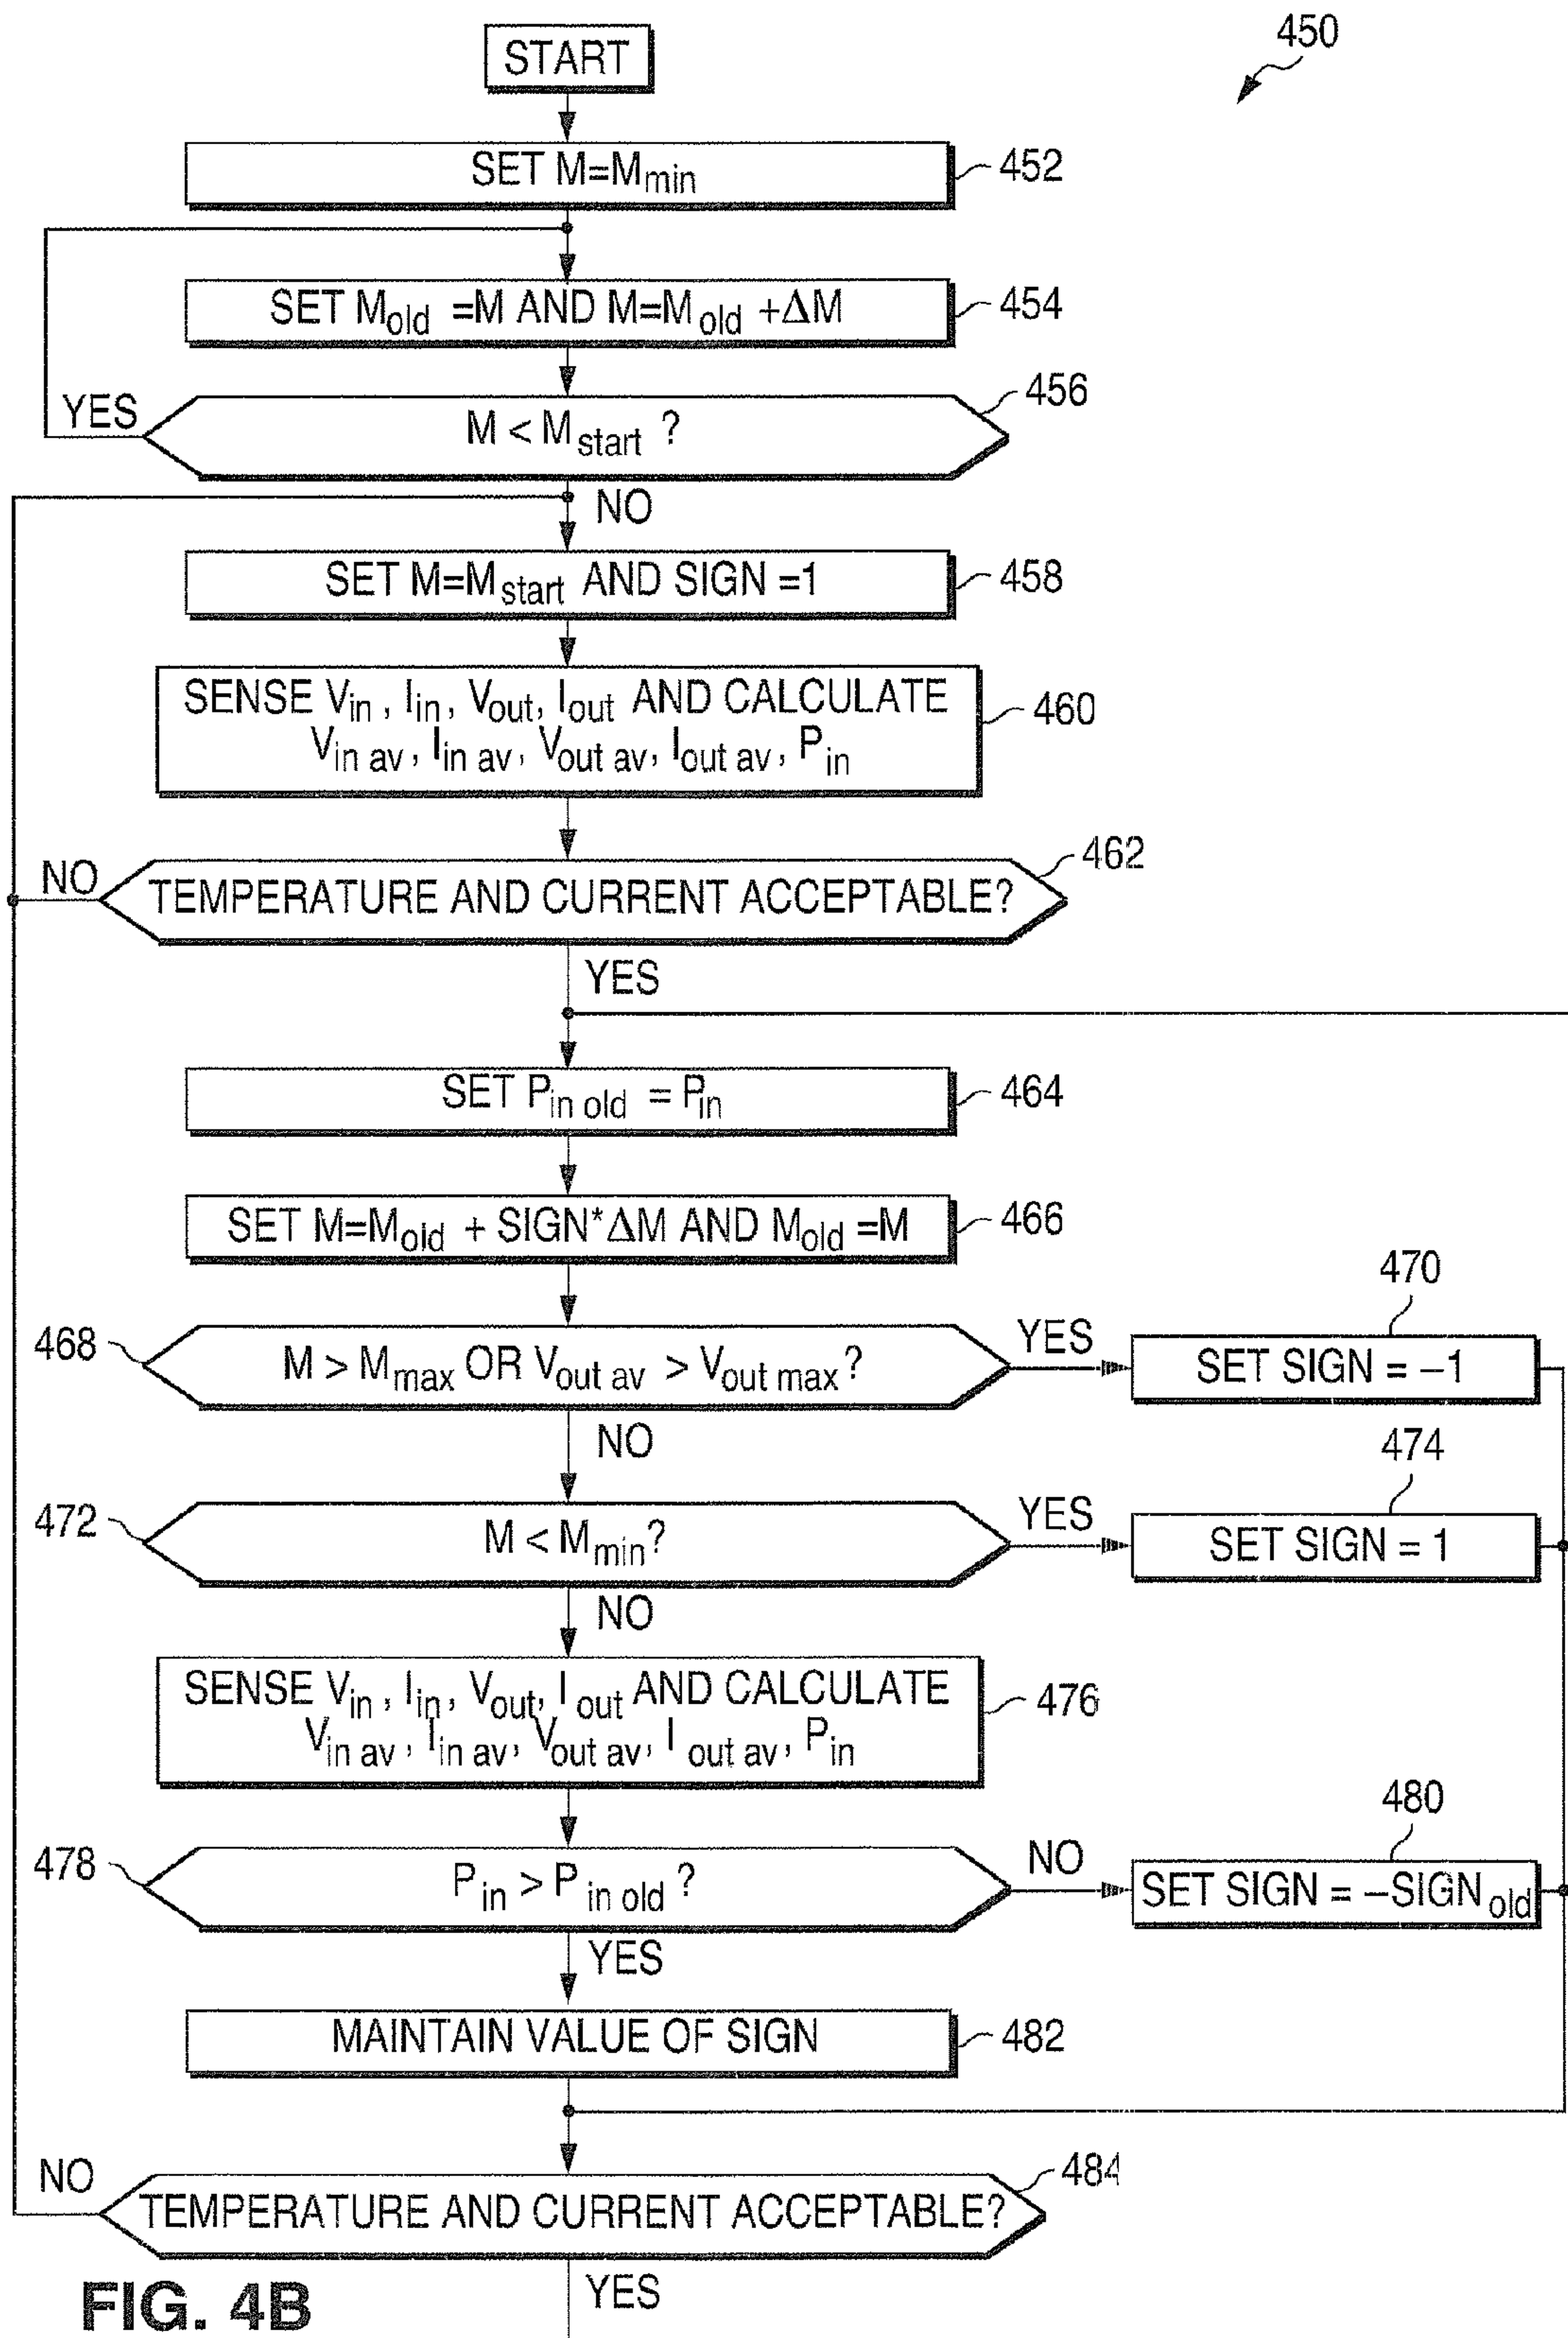 450
START
SET M=Mmin
452
SET Mold =M AND M=Mold +ΔM
454
456
YES
M < Mstart ?
NO
SET M=Mstart AND SIGN =1
458
SENSE Vin , Iin, Vout, Iout AND CALCULATE
Vin av, Iin av, Vout av, Iout av, Pin
460
462
NO
TEMPERATURE AND CURRENT ACCEPTABLE?
YES
SET Pin old = Pin
464
SET M=Mold + SIGN*ΔM AND Mold =M
466
470
468
M > Mmax OR Vout av > Vout max ?
YES
SET SIGN = –1
NO
474
472
M < Mmin?
YES
SET SIGN = 1
NO
SENSE Vin , Iin, Vout, Iout AND CALCULATE
Vin av, Iin av, Vout av, Iout av, Pin
476
480
478
Pin > Pin old ?
NO
SET SIGN = –SIGNold
YES
MAINTAIN VALUE OF SIGN
482
484
NO
TEMPERATURE AND CURRENT ACCEPTABLE?
YES
FIG. 4B